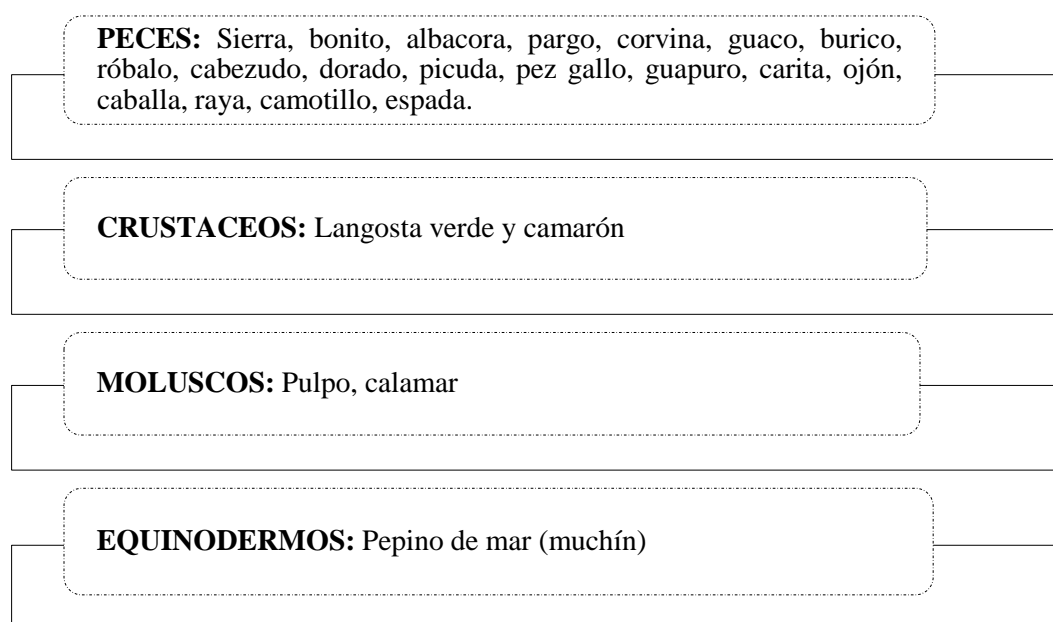 PECES: Sierra, bonito, albacora, pargo, corvina, guaco, burico,
róbalo, cabezudo, dorado, picuda, pez gallo, guapuro, carita, ojón,
caballa, raya, camotillo, espada.
CRUSTACEOS: Langosta verde y camarón
MOLUSCOS: Pulpo, calamar
EQUINODERMOS: Pepino de mar (muchín)